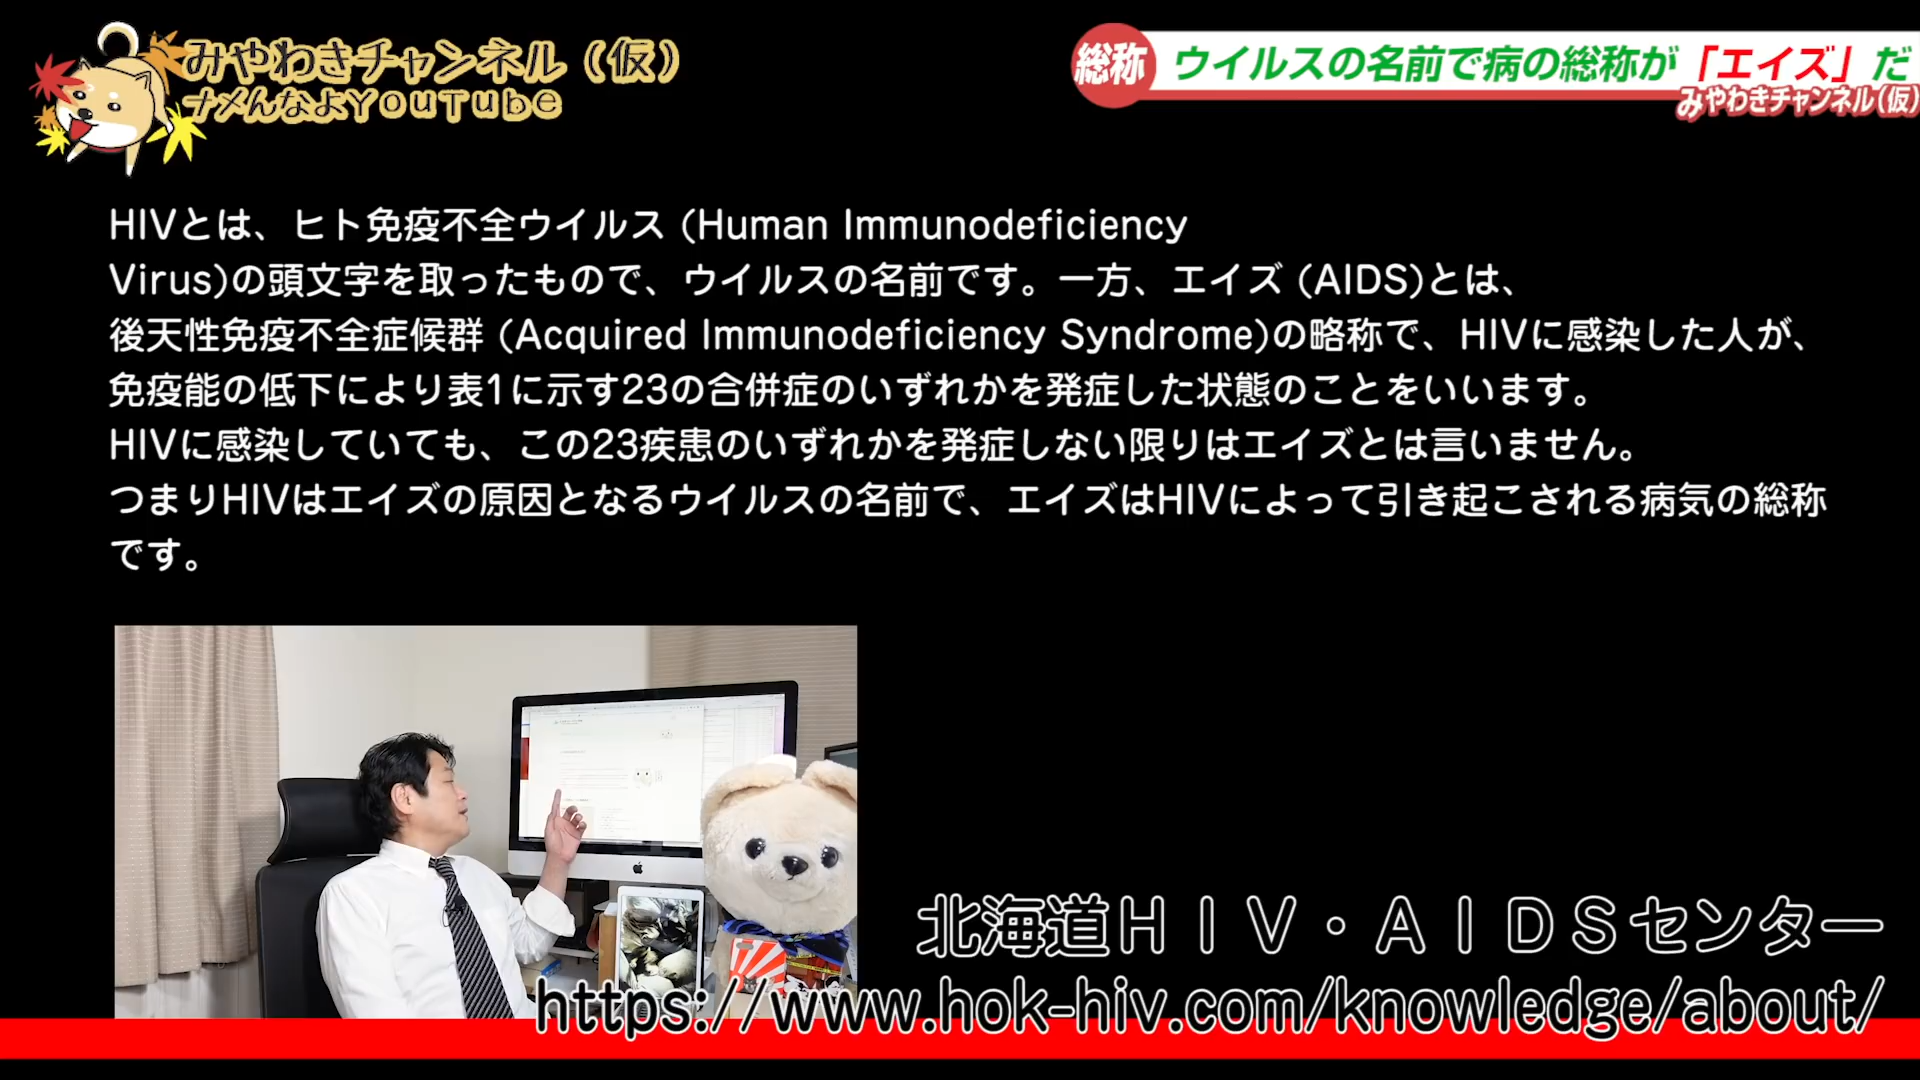 みやわきチャンネル（仮）
ナメんなよYouTube
総称
ウイルスの名前で病の総称が「エイズ」だ
みやわきチャンネル(仮)
HIVとは、ヒト免疫不全ウイルス (Human Immunodeficiency
Virus)の頭文字を取ったもので、ウイルスの名前です。一方、エイズ (AIDS)とは、
後天性免疫不全症候群 (Acquired Immunodeficiency Syndrome)の略称で、HIVに感染した人が、
免疫能の低下により表1に示す23の合併症のいずれかを発症した状態のことをいいます。
HIVに感染していても、この23疾患のいずれかを発症しない限りはエイズとは言いません。
つまりHIVはエイズの原因となるウイルスの名前で、エイズはHIVによって引き起こされる病気の総称
です。
北海道ＨＩＶ・ＡＩＤＳセンター
https://www.hok-hiv.com/knowledge/about/